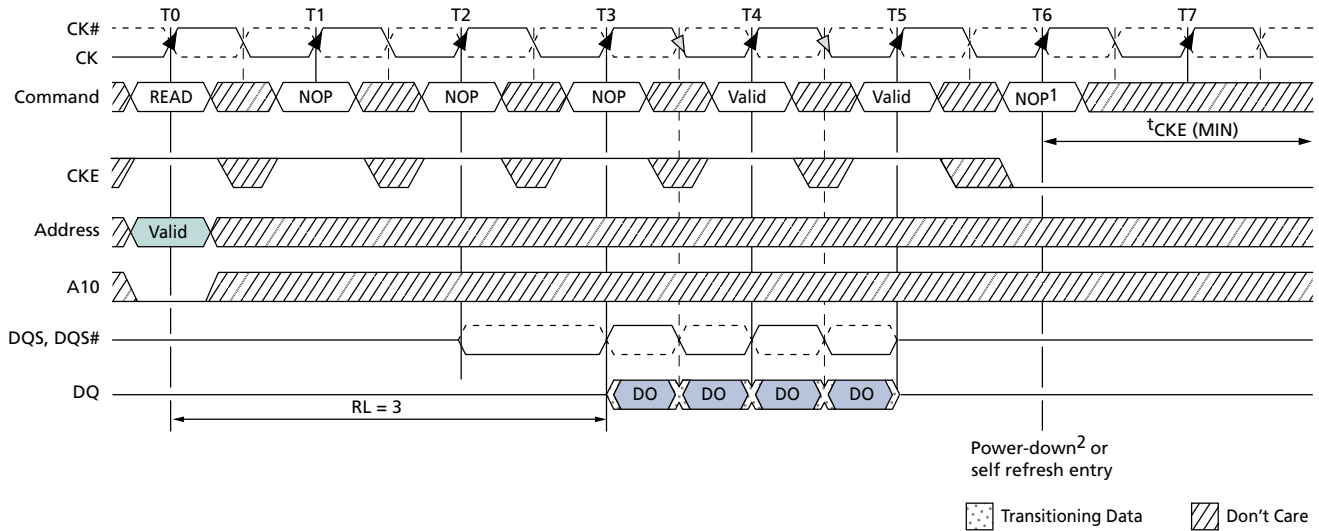 T0 T1 T2 T3 T4 T5 T6 T7
CK#
CK
Command READ NOP NOP NOP Valid Valid NOP1
tCKE (MIN)
CKE
Address Valid
A10
DQS, DQS#
DQ DO DO DO DO
RL = 3
Power-down2 or
self refresh entry
Transitioning Data Don't Care